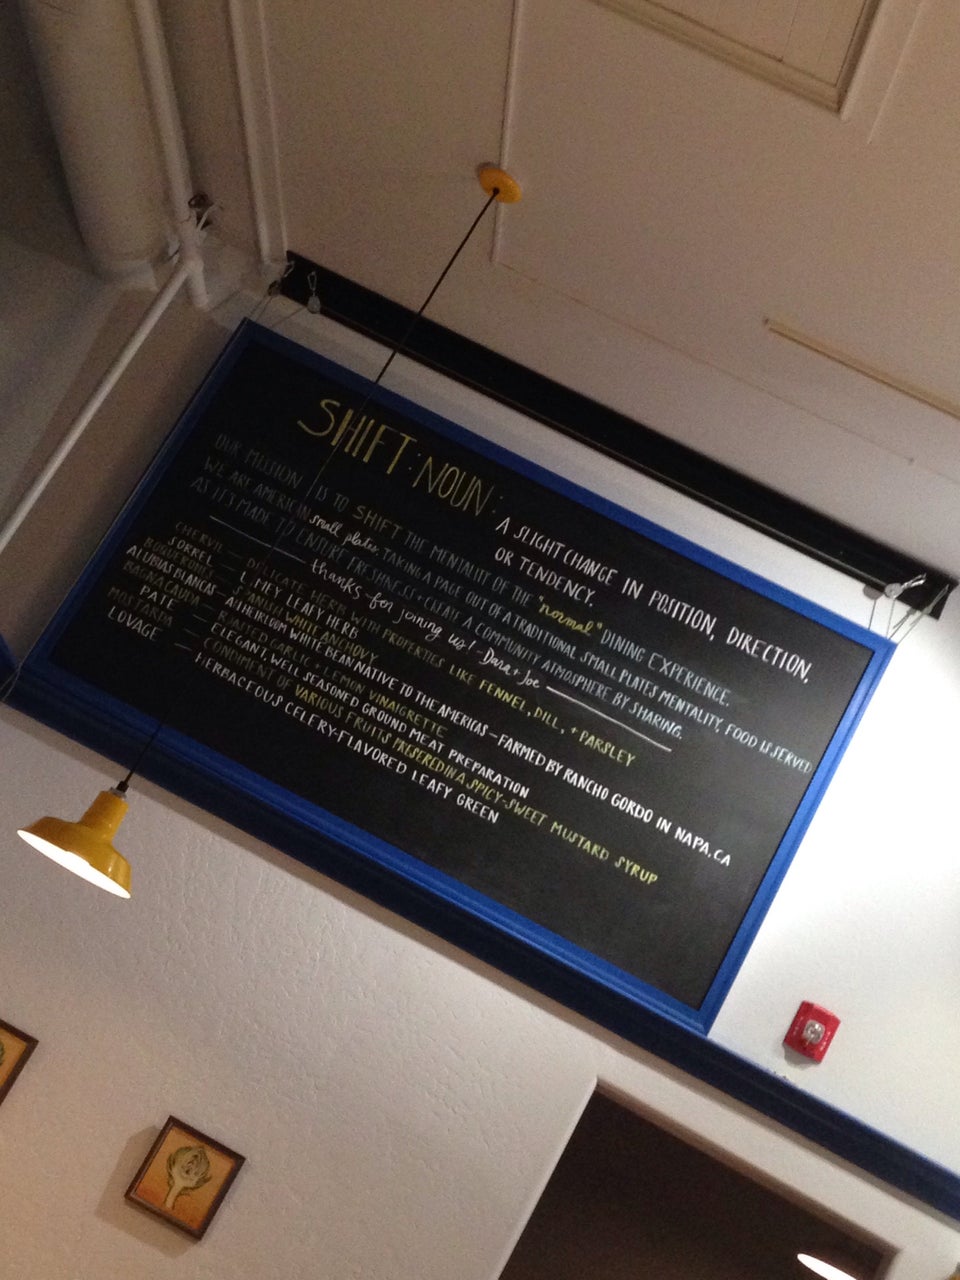 SHIFT: NOUN: A SLIGHT CHANGE IN POSITION, DIRECTION,
OR TENDENCY.
OUR MISSION IS TO SHIFT THE MENTALITY OF THE "normal" DINING EXPERIENCE.
WE ARE AMERICAN small plates TAKING A PAGE OUT OF A TRADITIONAL SMALL PLATES MENTALITY, FOOD IS SERVED
AS IT'S MADE TO ENSURE FRESHNESS + CREATE A COMMUNITY ATMOSPHERE BY SHARING.
thanks for joining us! - Dara + Joe
CHERVIL — DELICATE HERB WITH PROPERTIES LIKE FENNEL, DILL, + PARSLEY
SORREL — LIMEY LEAFY HERB
BOQUERONES — SPANISH WHITE ANCHOVY
ALUBIAS BLANCAS — AN HEIRLOOM WHITE BEAN NATIVE TO THE AMERICAS - FARMED BY RANCHO GORDO IN NAPA, CA
BAGNA CAUDA — ROASTED GARLIC + LEMON VINAIGRETTE
PATE — ELEGANT, WELL SEASONED GROUND MEAT PREPARATION
MOSTARDA — CONDIMENT OF VARIOUS FRUITS PRESERED IN A SPICY-SWEET MUSTARD SYRUP
LOVAGE — HERBACEOUS CELERY-FLAVORED LEAFY GREEN